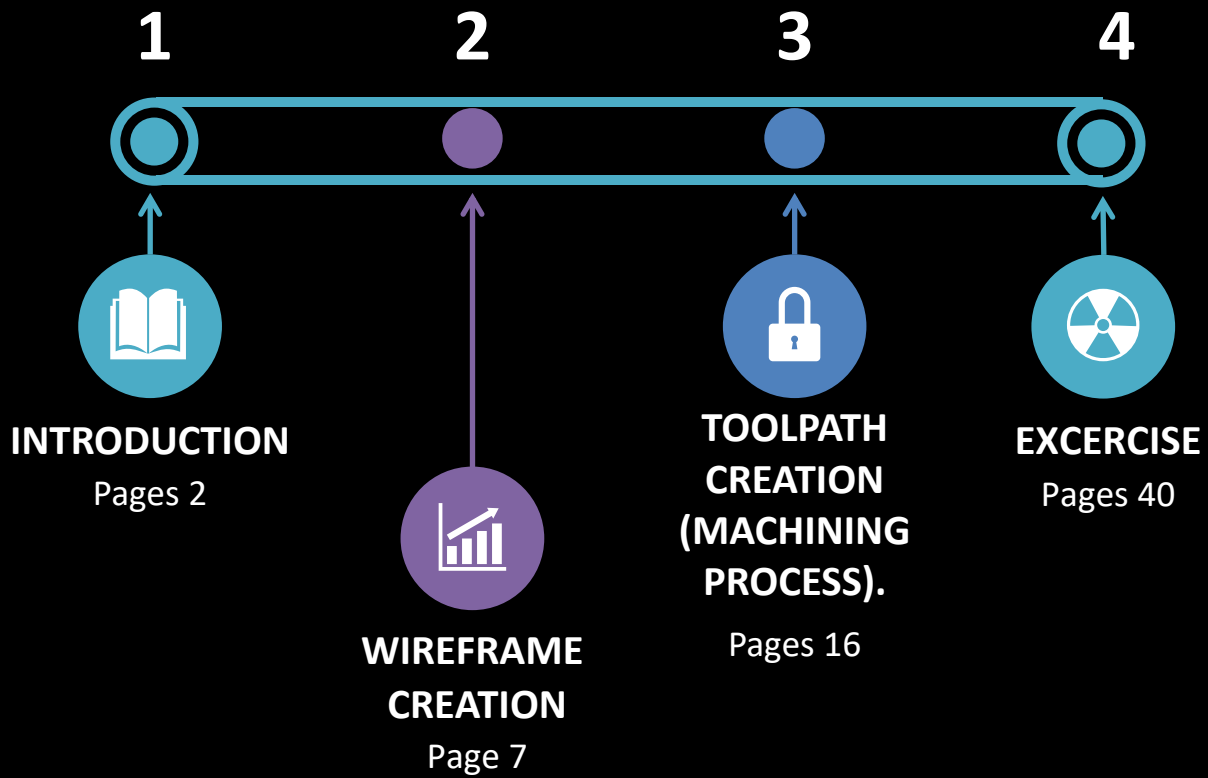 1
2
3
4
INTRODUCTION
Pages 2
WIREFRAME
CREATION
Page 7
TOOLPATH
CREATION
(MACHINING
PROCESS).
Pages 16
EXCERCISE
Pages 40